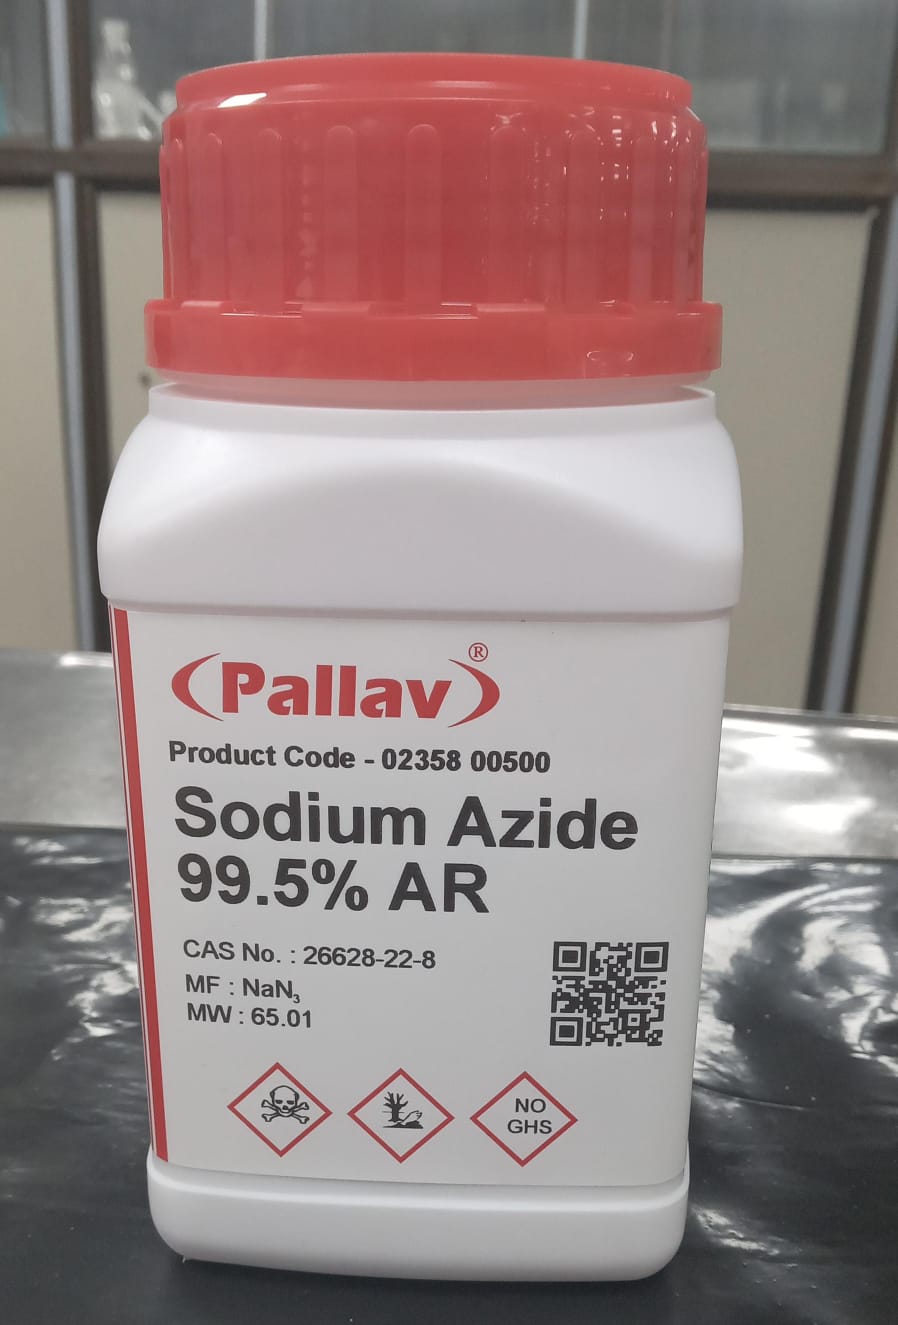 Pallav®
Product Code - 02358 00500
Sodium Azide
99.5% AR
CAS No. : 26628-22-8
MF : NaN₃
MW : 65.01
NO
GHS